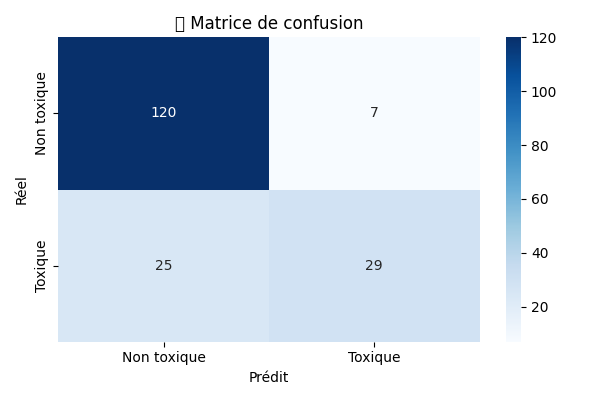 ▯ Matrice de confusion
120
Non toxique
120
7
100
80
Réel
60
Toxique
25
29
40
20
Non toxique
Toxique
Prédit